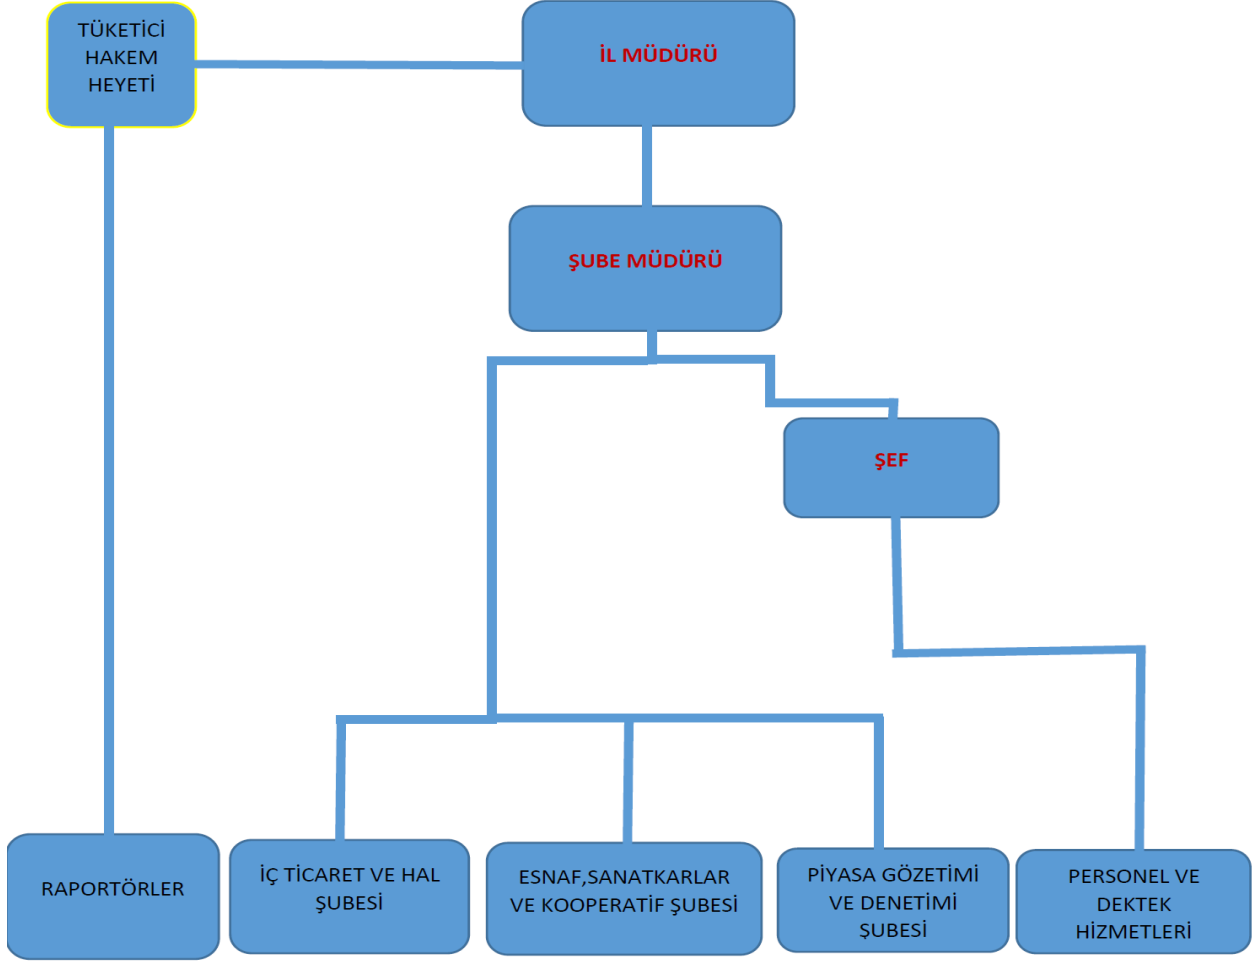 TÜKETİCİ
HAKEM
HEYETİ
İL MÜDÜRÜ
ŞUBE MÜDÜRÜ
ŞEF
RAPORTÖRLER
İÇ TİCARET VE HAL
ŞUBESİ
ESNAF,SANATKARLAR
VE KOOPERATİF ŞUBESİ
PİYASA GÖZETİMİ
VE DENETİMİ
ŞUBESİ
PERSONEL VE
DEKTEK
HİZMETLERİ